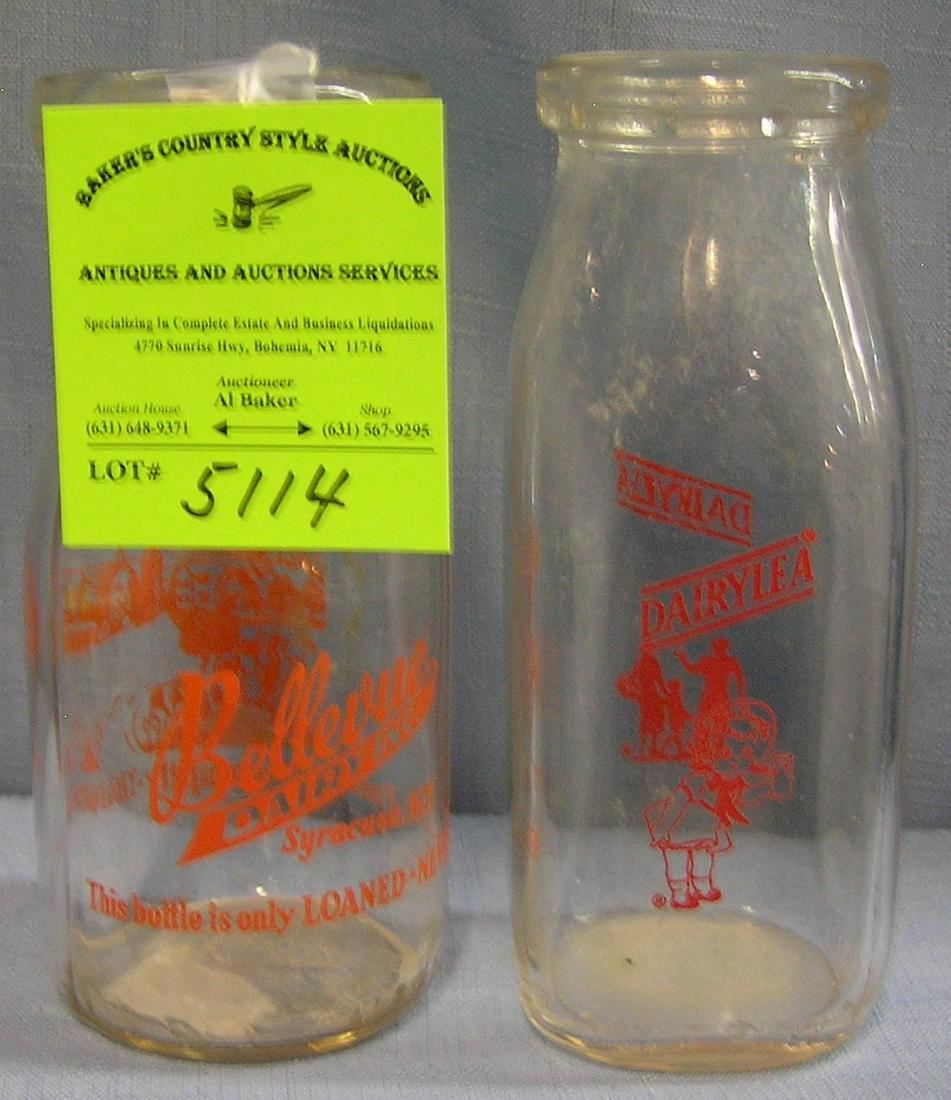 BAKER'S COUNTRY STYLE AUCTIONS
ANTIQUES AND AUCTIONS SERVICES
Specializing In Complete Estate And Business Liquidations
4770 Sunrise Hwy, Bohemia, NY 11716
Auctioneer
Al Baker
Auction House
(631) 648-9371
Shop
(631) 567-9295
LOT# 5114
Bellevue
DAIRY
Syracuse, N.Y.
This bottle is only LOANED
DAIRYLEA
DAIRYLEA
®